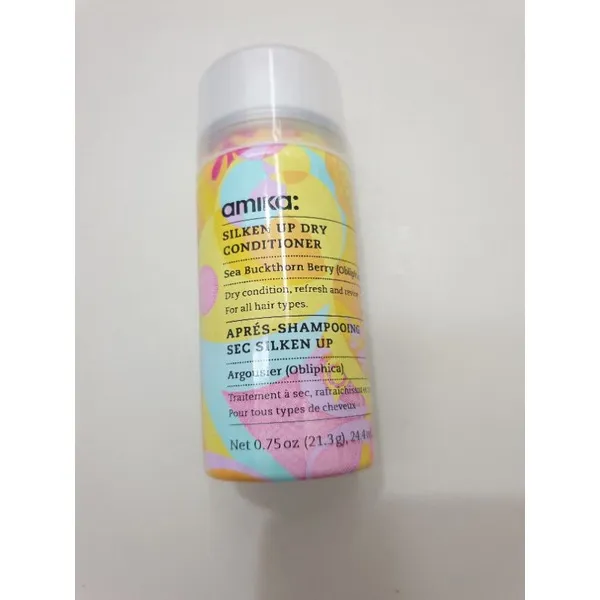 amika:
SILKEN UP DRY
CONDITIONER
Sea Buckthorn Berry
Dry condition, refresh and
For all hair types.
APRÉS-SHAMPOOING
SEC SILKEN UP
Argousier (Obliphica)
Traitement à sec,
Pour tous types de cheveux
Net 0.75 oz (21.3g),